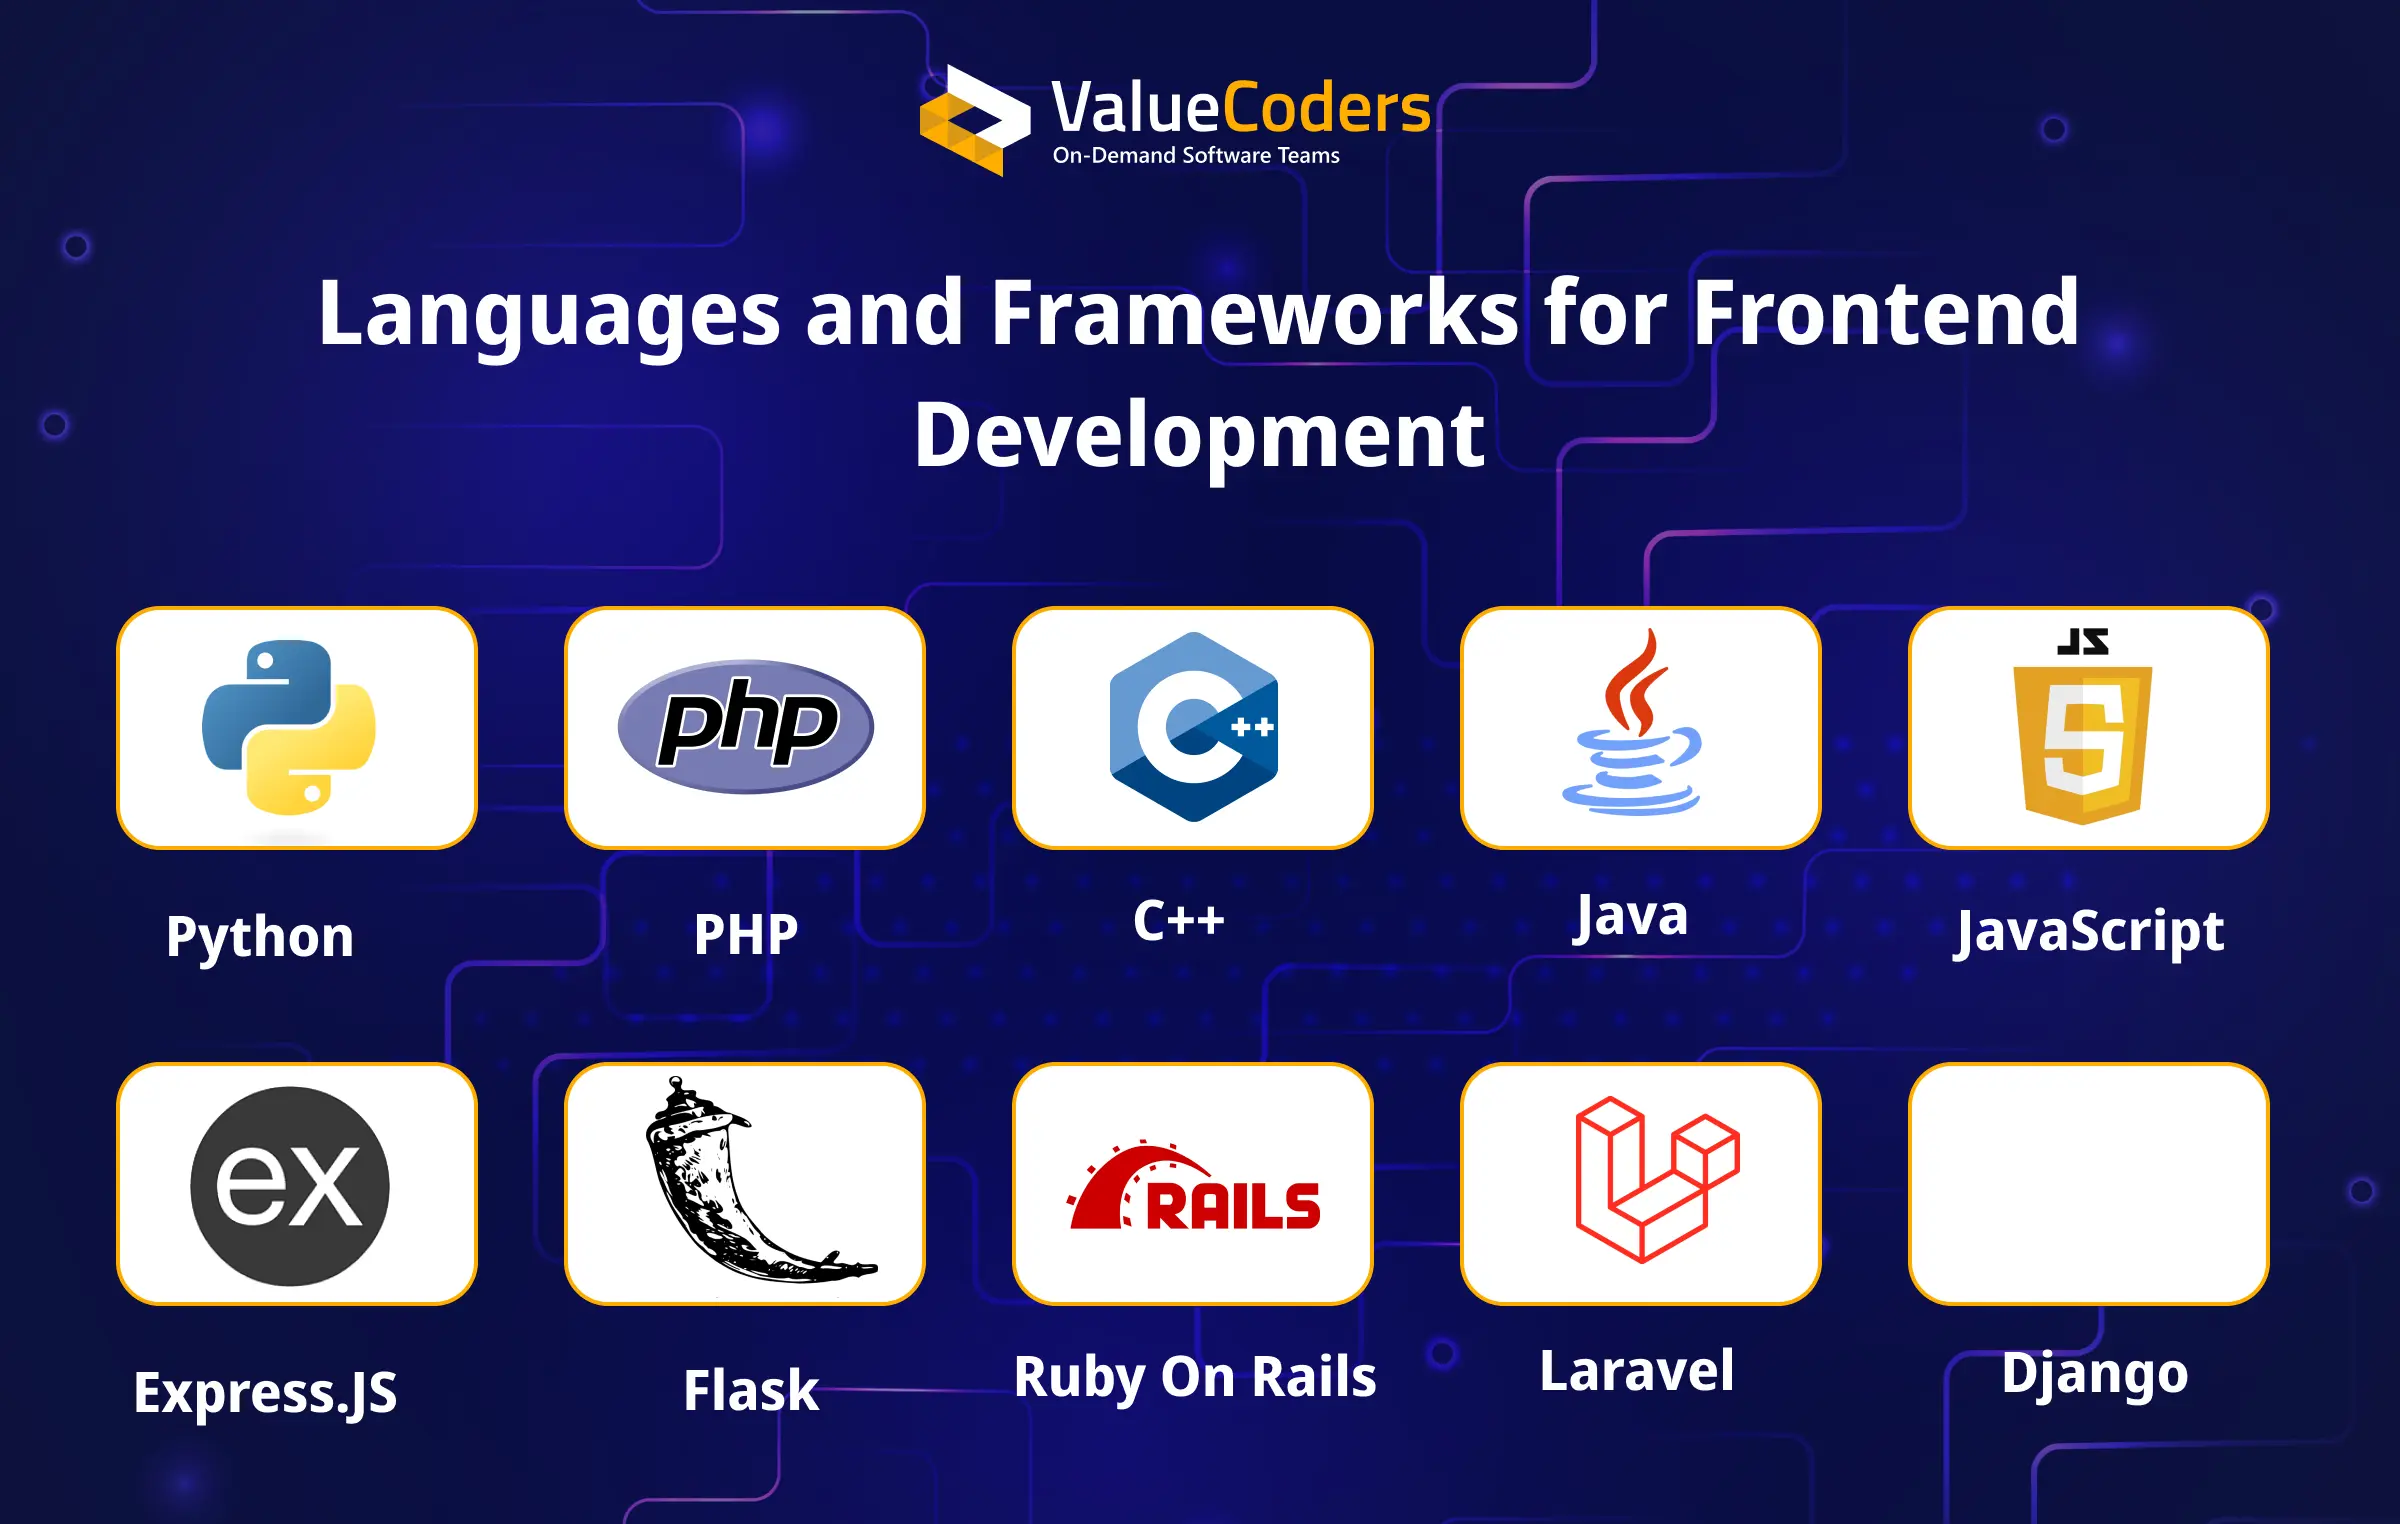 ValueCoders
On-Demand Software Teams
Languages and Frameworks for Frontend
Development
php
++
JS
Python
PHP
C++
Java
JavaScript
ex
RAILS
Express.JS
Flask
Ruby On Rails
Laravel
Django